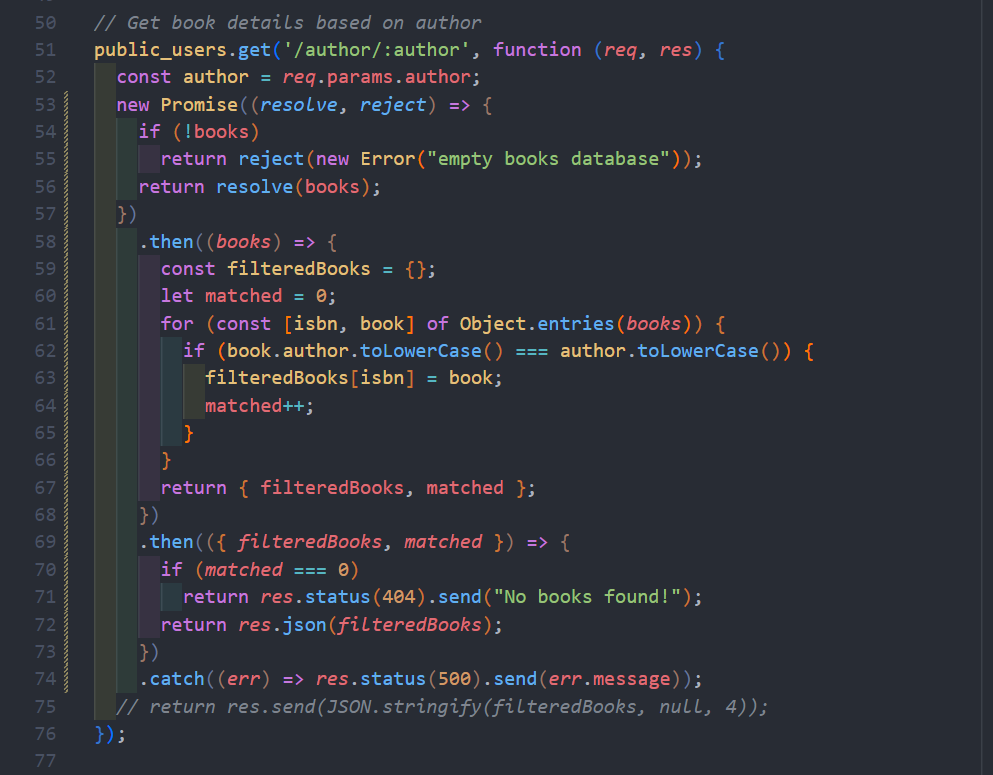 50 // Get book details based on author
51 public_users.get('/author/:author', function (req, res) {
52   const author = req.params.author;
53   new Promise((resolve, reject) => {
54     if (!books)
55       return reject(new Error("empty books database"));
56     return resolve(books);
57   })
58     .then((books) => {
59       const filteredBooks = {};
60       let matched = 0;
61       for (const [isbn, book] of Object.entries(books)) {
62         if (book.author.toLowerCase() === author.toLowerCase()) {
63           filteredBooks[isbn] = book;
64           matched++;
65         }
66       }
67       return { filteredBooks, matched };
68     })
69     .then(({ filteredBooks, matched }) => {
70       if (matched === 0)
71         return res.status(404).send("No books found!");
72       return res.json(filteredBooks);
73     })
74     .catch((err) => res.status(500).send(err.message));
75   // return res.send(JSON.stringify(filteredBooks, null, 4));
76 });
77